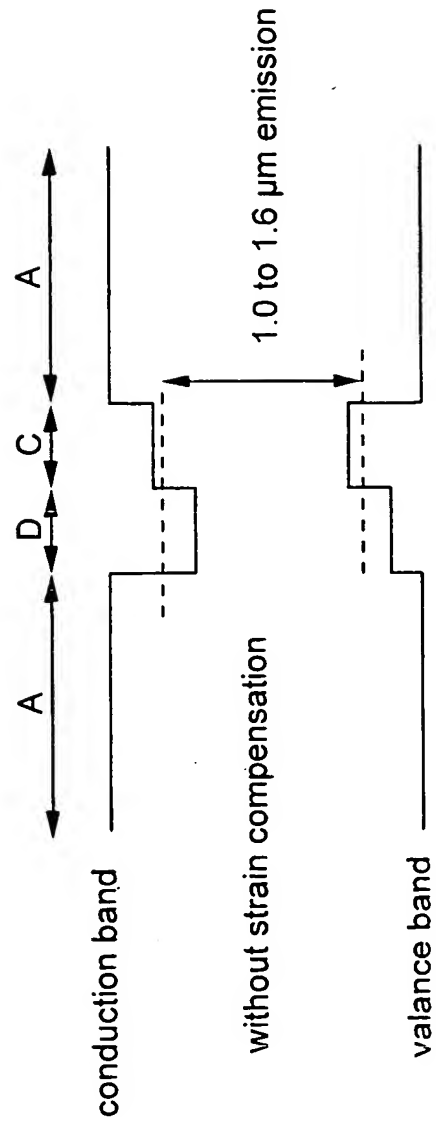 A
D
C
A
conduction band
without strain compensation
1.0 to 1.6 µm emission
valance band